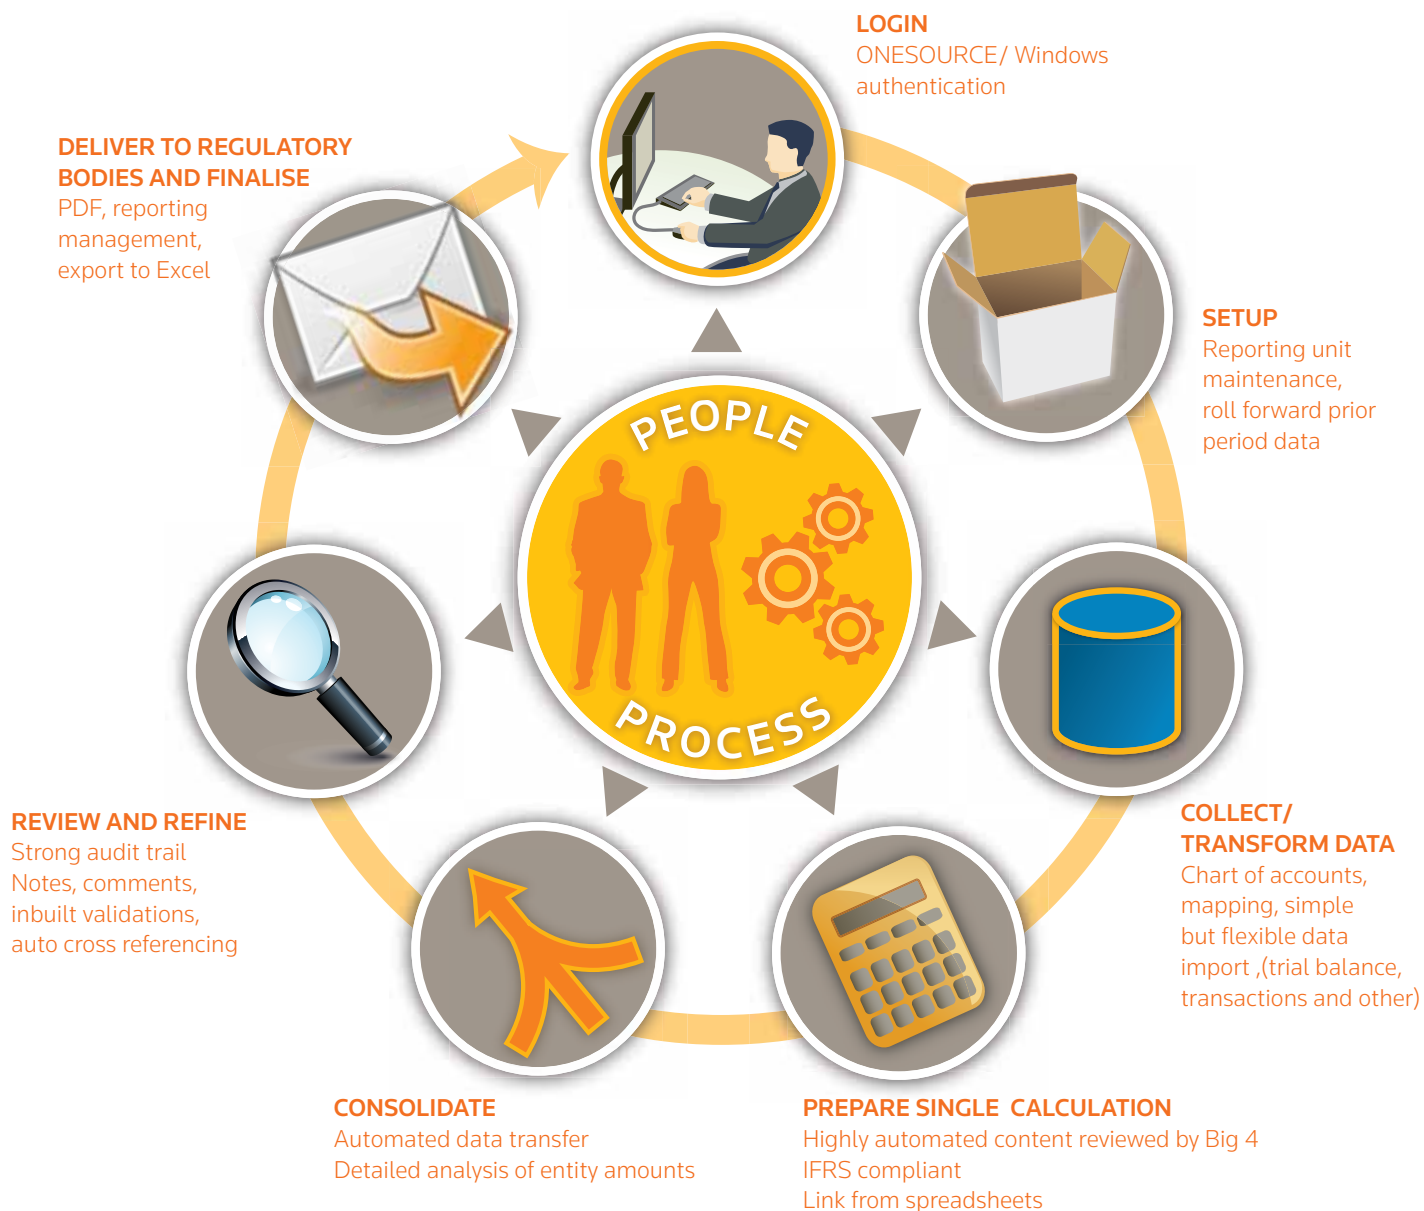 LOGIN
ONESOURCE/ Windows
authentication
SETUP
Reporting unit
maintenance,
roll forward prior
period data
COLLECT/
TRANSFORM DATA
Chart of accounts,
mapping, simple
but flexible data
import ,(trial balance,
transactions and other)
PREPARE SINGLE CALCULATION
Highly automated content reviewed by Big 4
IFRS compliant
Link from spreadsheets
CONSOLIDATE
Automated data transfer
Detailed analysis of entity amounts
REVIEW AND REFINE
Strong audit trail
Notes, comments,
inbuilt validations,
auto cross referencing
DELIVER TO REGULATORY
BODIES AND FINALISE
PDF, reporting
management,
export to Excel
PEOPLE
PROCESS